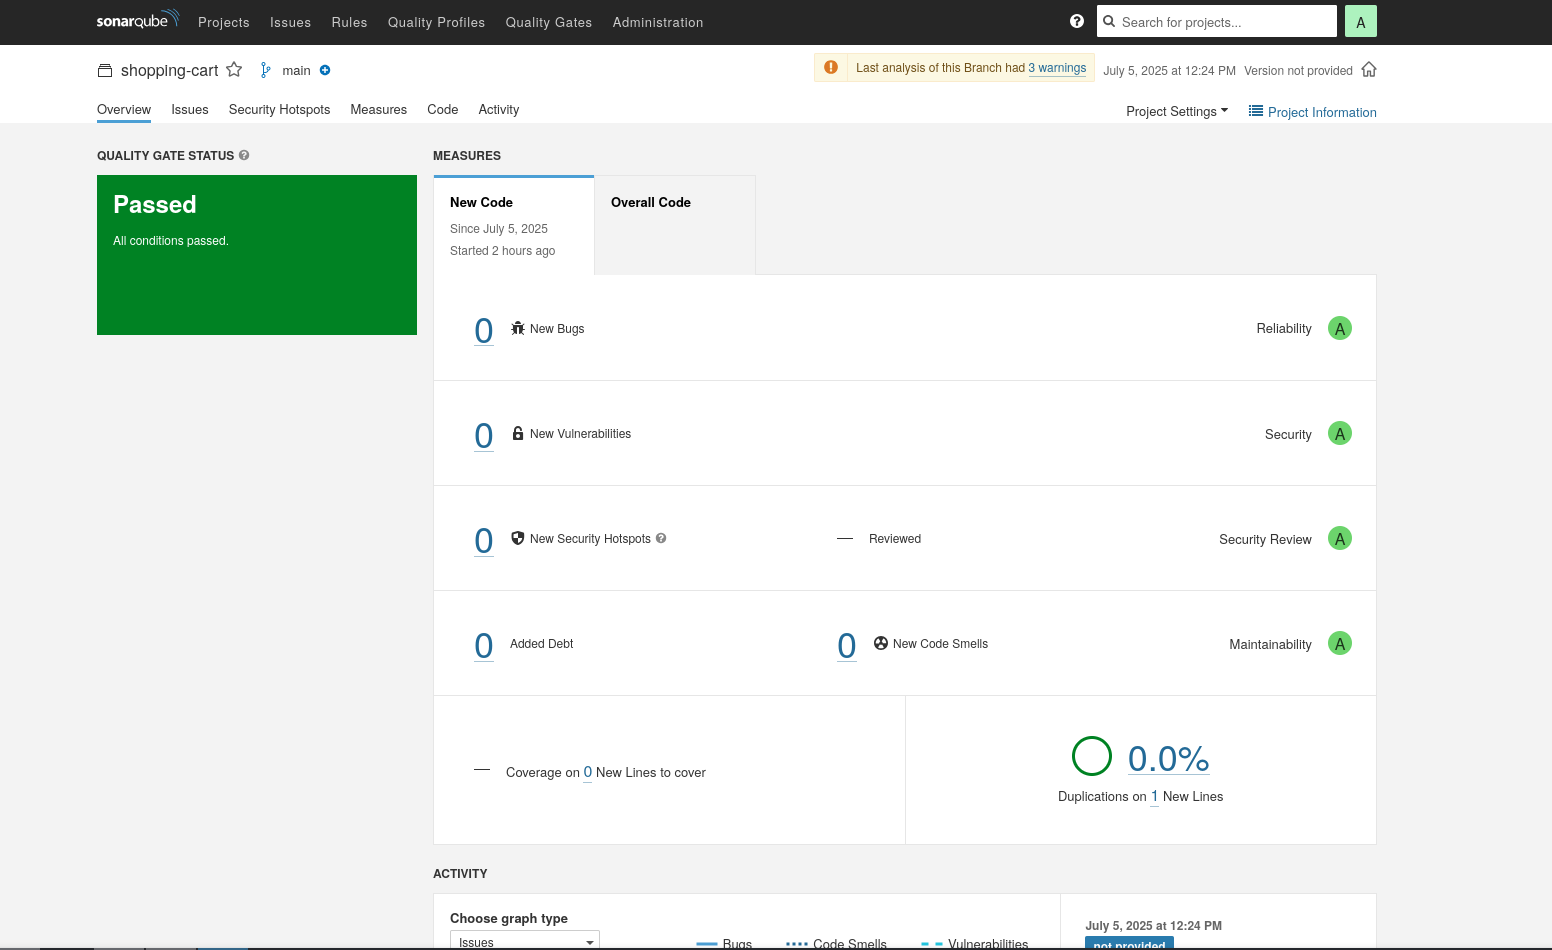 sonarqube Projects Issues Rules Quality Profiles Quality Gates Administration ? Search for projects... A
shopping-cart main Last analysis of this Branch had 3 warnings July 5, 2025 at 12:24 PM Version not provided
Overview Issues Security Hotspots Measures Code Activity Project Settings Project Information
QUALITY GATE STATUS ?
Passed
All conditions passed.
MEASURES
New Code
Since July 5, 2025
Started 2 hours ago
Overall Code
0 New Bugs Reliability A
0 New Vulnerabilities Security A
0 New Security Hotspots ? — Reviewed Security Review A
0 Added Debt 0 New Code Smells Maintainability A
— Coverage on 0 New Lines to cover
0.0%
Duplications on 1 New Lines
ACTIVITY
Choose graph type
Issues
Bugs Code Smells Vulnerabilities
July 5, 2025 at 12:24 PM
not provided